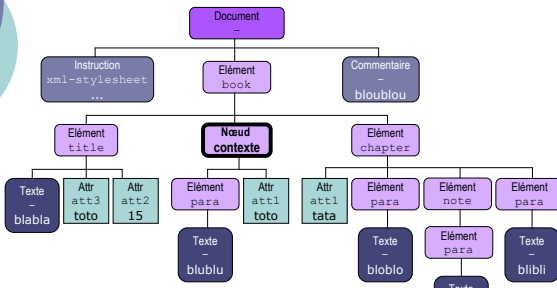 Document
–
Instruction
xml-stylesheet
...
Elément
book
Commentaire
–
bloublou
Elément
title
Nœud
contexte
Elément
chapter
Texte
–
blabla
Attr
att3
toto
Attr
att2
15
Elément
para
Attr
att1
toto
Attr
att1
tata
Elément
para
Elément
note
Elément
para
Texte
–
blublu
Texte
–
bloblo
Elément
para
Texte
–
blibli
Texte